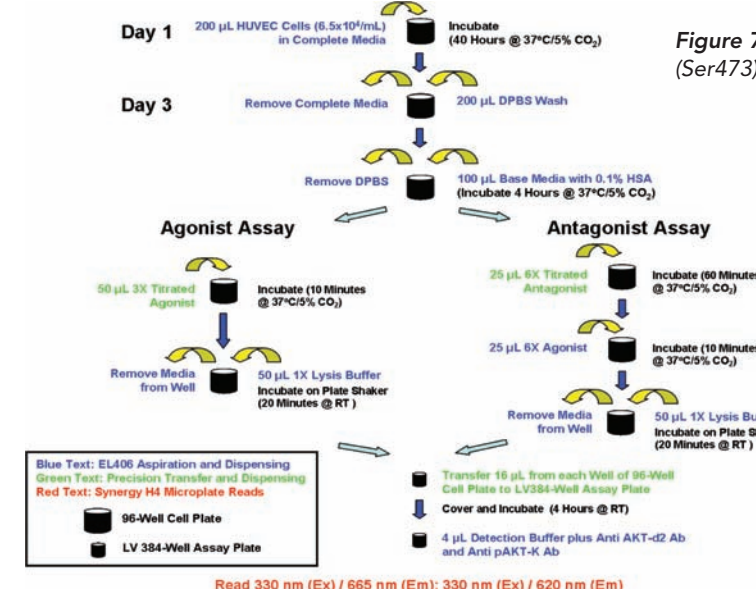 Day 1
200 µL HUVEC Cells (6.5x10⁴/mL)
in Complete Media
Incubate
(40 Hours @ 37ºC/5% CO₂)
Figure 7
(Ser473)
Day 3
Remove Complete Media
200 µL DPBS Wash
Remove DPBS
100 µL Base Media with 0.1% HSA
(Incubate 4 Hours @ 37ºC/5% CO₂)
Agonist Assay
50 µL 3X Titrated
Agonist
Incubate (10 Minutes
@ 37ºC/5% CO₂)
Remove Media
from Well
50 µL 1X Lysis Buffer
Incubate on Plate Shaker
(20 Minutes @ RT )
Antagonist Assay
25 µL 6X Titrated
Antagonist
Incubate (60 Minutes
@ 37ºC/5% CO₂)
25 µL 6X Agonist
Incubate (10 Minutes
@ 37ºC/5% CO₂)
Remove Media
from Well
50 µL 1X Lysis Bu
Incubate on Plate S
(20 Minutes @ RT )
Blue Text: EL406 Aspiration and Dispensing
Green Text: Precision Transfer and Dispensing
Red Text: Synergy H4 Microplate Reads
96-Well Cell Plate
LV 384-Well Assay Plate
Transfer 16 µL from each Well of 96-Well
Cell Plate to LV384-Well Assay Plate
Cover and Incubate (4 Hours @ RT)
4 µL Detection Buffer plus Anti AKT-d2 Ab
and Anti pAKT-K Ab
Read 330 nm (Ex) / 665 nm (Em); 330 nm (Ex) / 620 nm (Em)